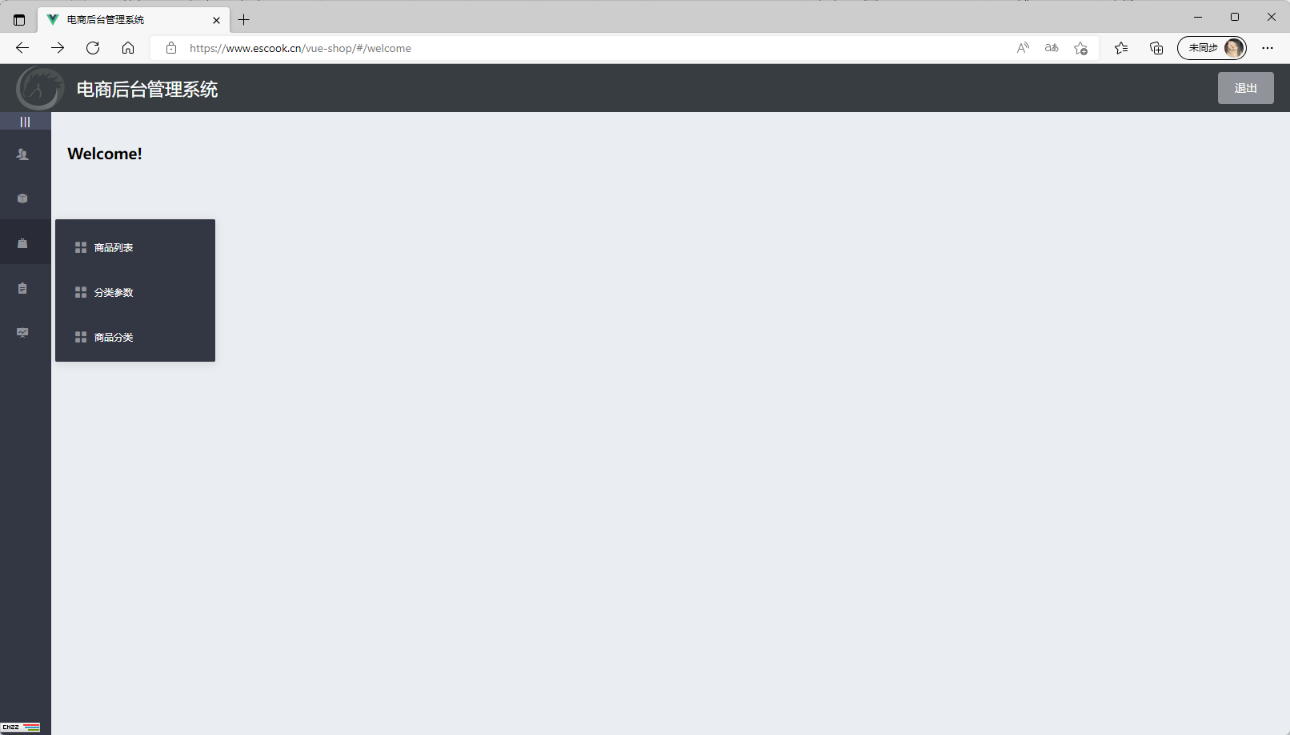 电商后台管理系统
https://www.escook.cn/vue-shop/#/welcome
未同步
电商后台管理系统
退出
|||
Welcome!
商品列表
分类参数
商品分类
CnZZ